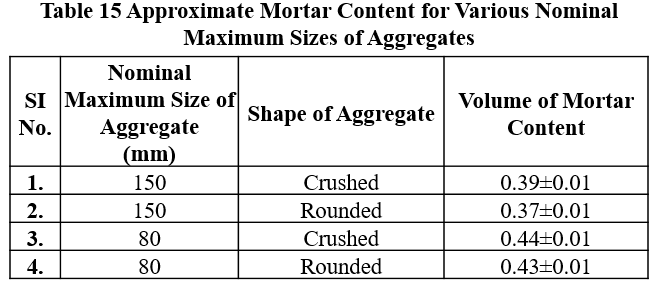 Table 15 Approximate Mortar Content for Various Nominal
Maximum Sizes of Aggregates
SI No. Nominal Maximum Size of Aggregate (mm) Shape of Aggregate Volume of Mortar Content
1. 150 Crushed 0.39±0.01
2. 150 Rounded 0.37±0.01
3. 80 Crushed 0.44±0.01
4. 80 Rounded 0.43±0.01